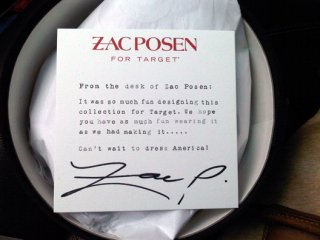 ZAC POSEN
FOR TARGET
From the desk of Zac Posen:
It was so much fun designing this
collection for Target. We hope
you have as much fun wearing it
as we had making it.....
Can't wait to dress America!
Zac P.